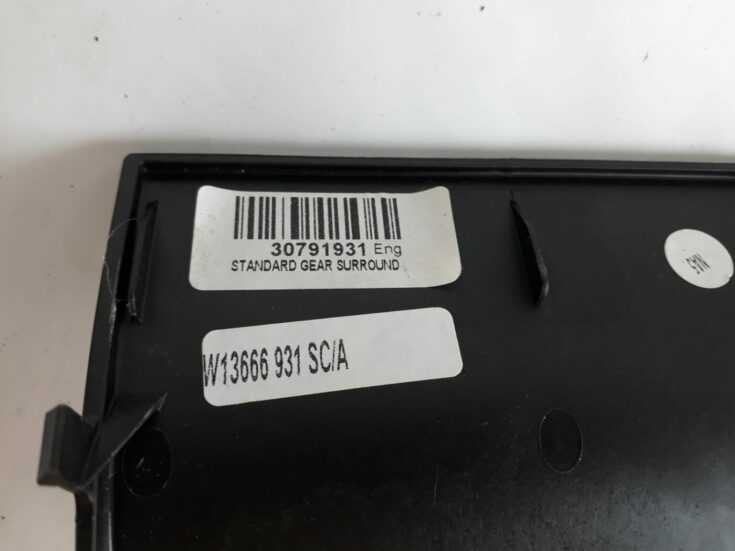 30791931 Eng
STANDARD GEAR SURROUND
W13666 931 SC/A